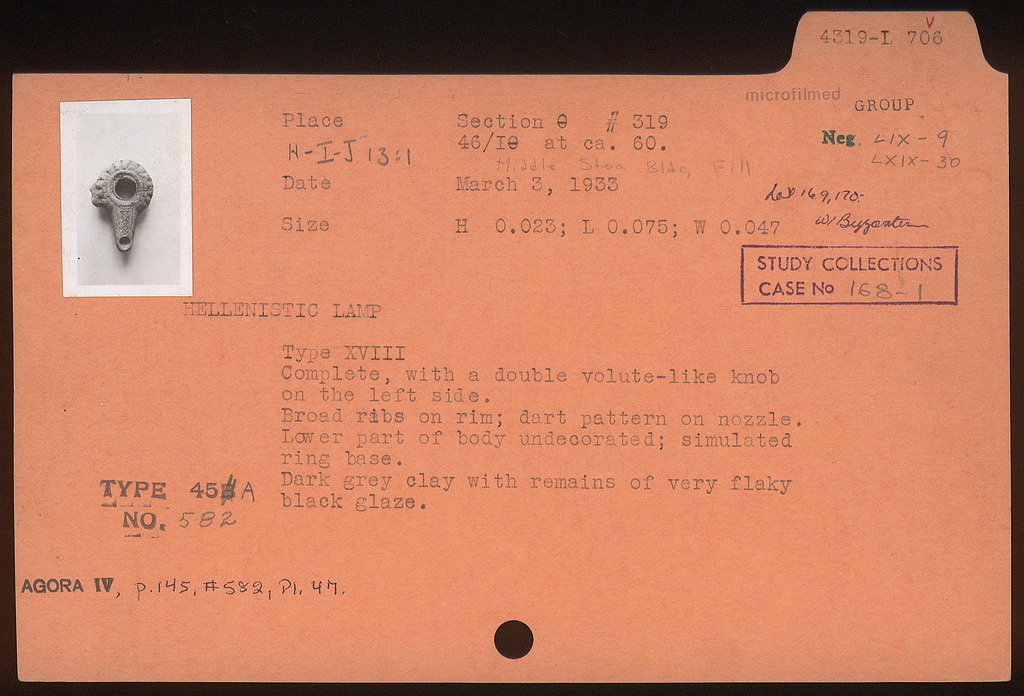 V
4319-L 706
microfilmed
GROUP
Place Section Θ # 319
46/ΙΘ at ca. 60.
Neg. LIX - 9
H-I-J 13:1
Middle Stoa Bldg, Fill
LXIX - 30
Date March 3, 1933
Lot 169,170-
W/ Byzantine
Size H 0.023; L 0.075; W 0.047
STUDY COLLECTIONS
CASE No 168-1
HELLENISTIC LAMP
Type XVIII
Complete, with a double volute-like knob
on the left side.
Broad ribs on rim; dart pattern on nozzle.
Lower part of body undecorated; simulated
ring base.
Dark grey clay with remains of very flaky
black glaze.
TYPE 45 A
NO. 582
AGORA IV, p.145, #582, Pl. 47.